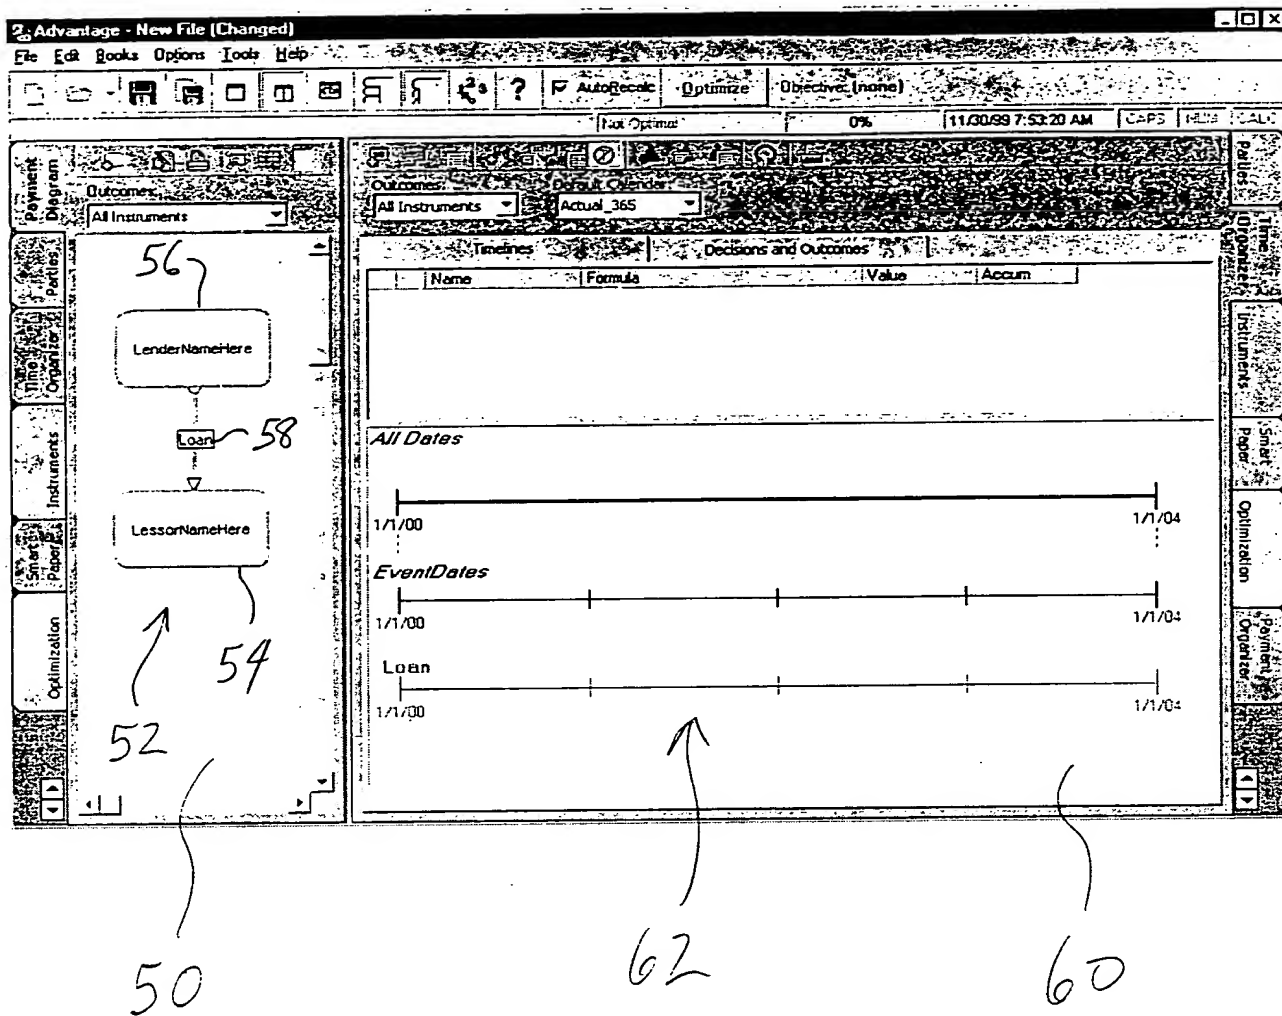 Advantage - New File (Changed)
File Edit Books Options Tools Help
? AutoRecalc Optimize Objective: (none)
Not Optimal 0% 11/30/99 7:53:20 AM CAPS NUM CALC
Payment Diagram
Parties
Time Organizer
Instruments
Smart Paper
Optimization
Outcomes:
All Instruments
56
LenderNameHere
Loan 58
LessorNameHere
52
54
Outcomes: Default Calendar:
All Instruments Actual_365
Timelines Decisions and Outcomes
Name Formula Value Accum
All Dates
1/1/00 1/1/04
EventDates
1/1/00 1/1/04
Loan
1/1/00 1/1/04
Parties
Time Organizer
Instruments
Smart Paper
Optimization
Payment Organizer
50
62
60